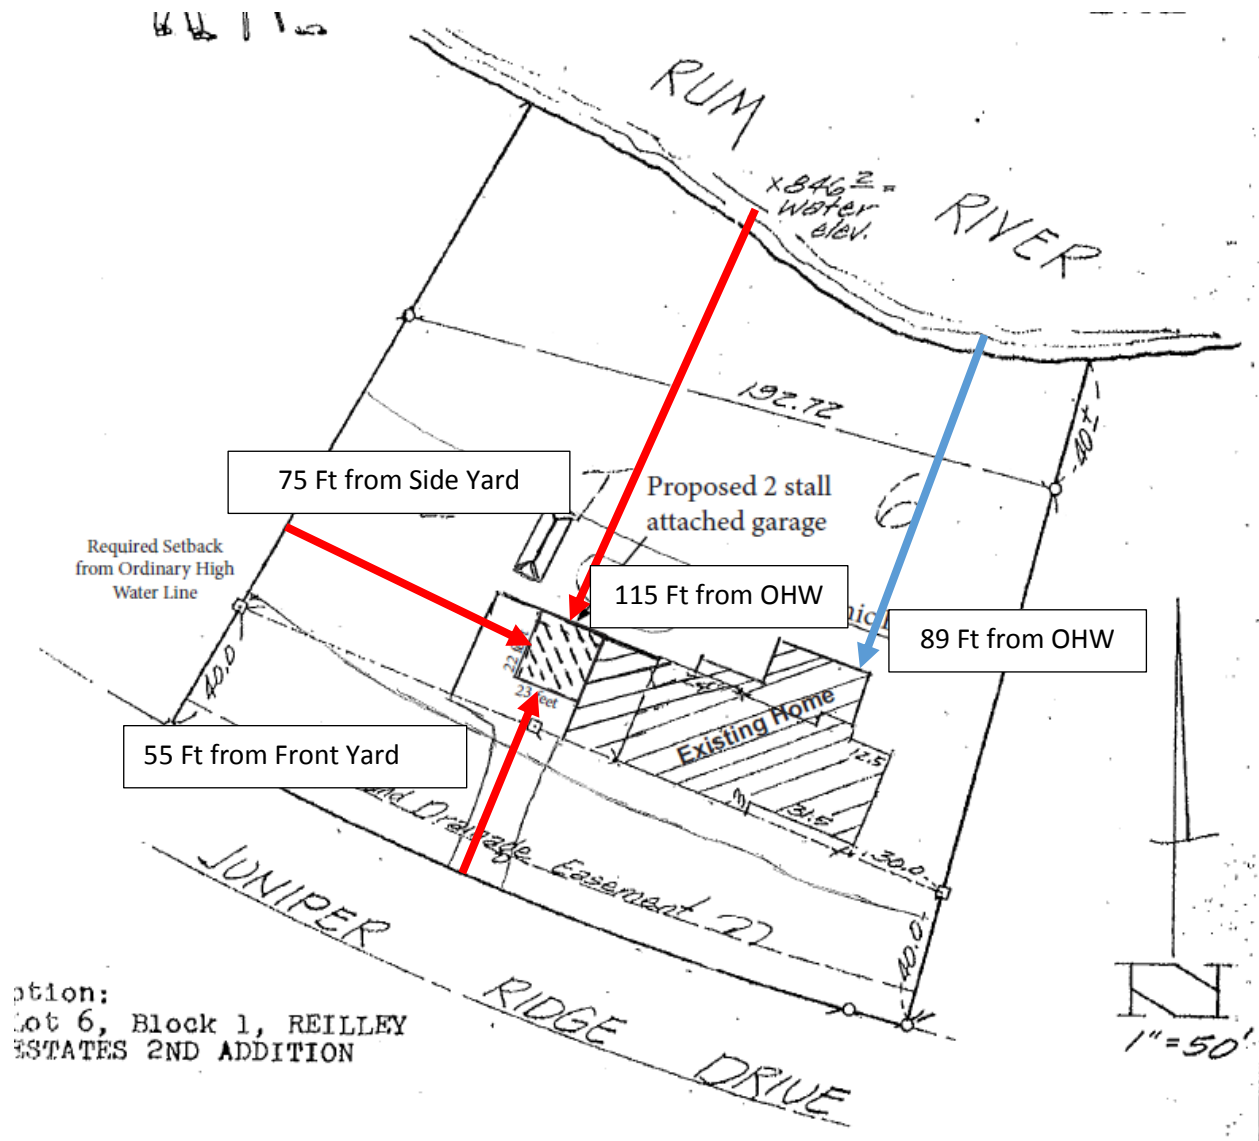 RUM
RIVER
x846 2 =
water
elev.
192.72
40±
75 Ft from Side Yard
Proposed 2 stall
attached garage
6
Required Setback
from Ordinary High
Water Line
115 Ft from OHW
89 Ft from OHW
40.0
23 feet
Existing Home
12.5
31.5
30.0
55 Ft from Front Yard
Drainage Easement
40.0
JUNIPER
RIDGE
DRIVE
ption:
Lot 6, Block 1, REILLEY
ESTATES 2ND ADDITION
N
1"=50'